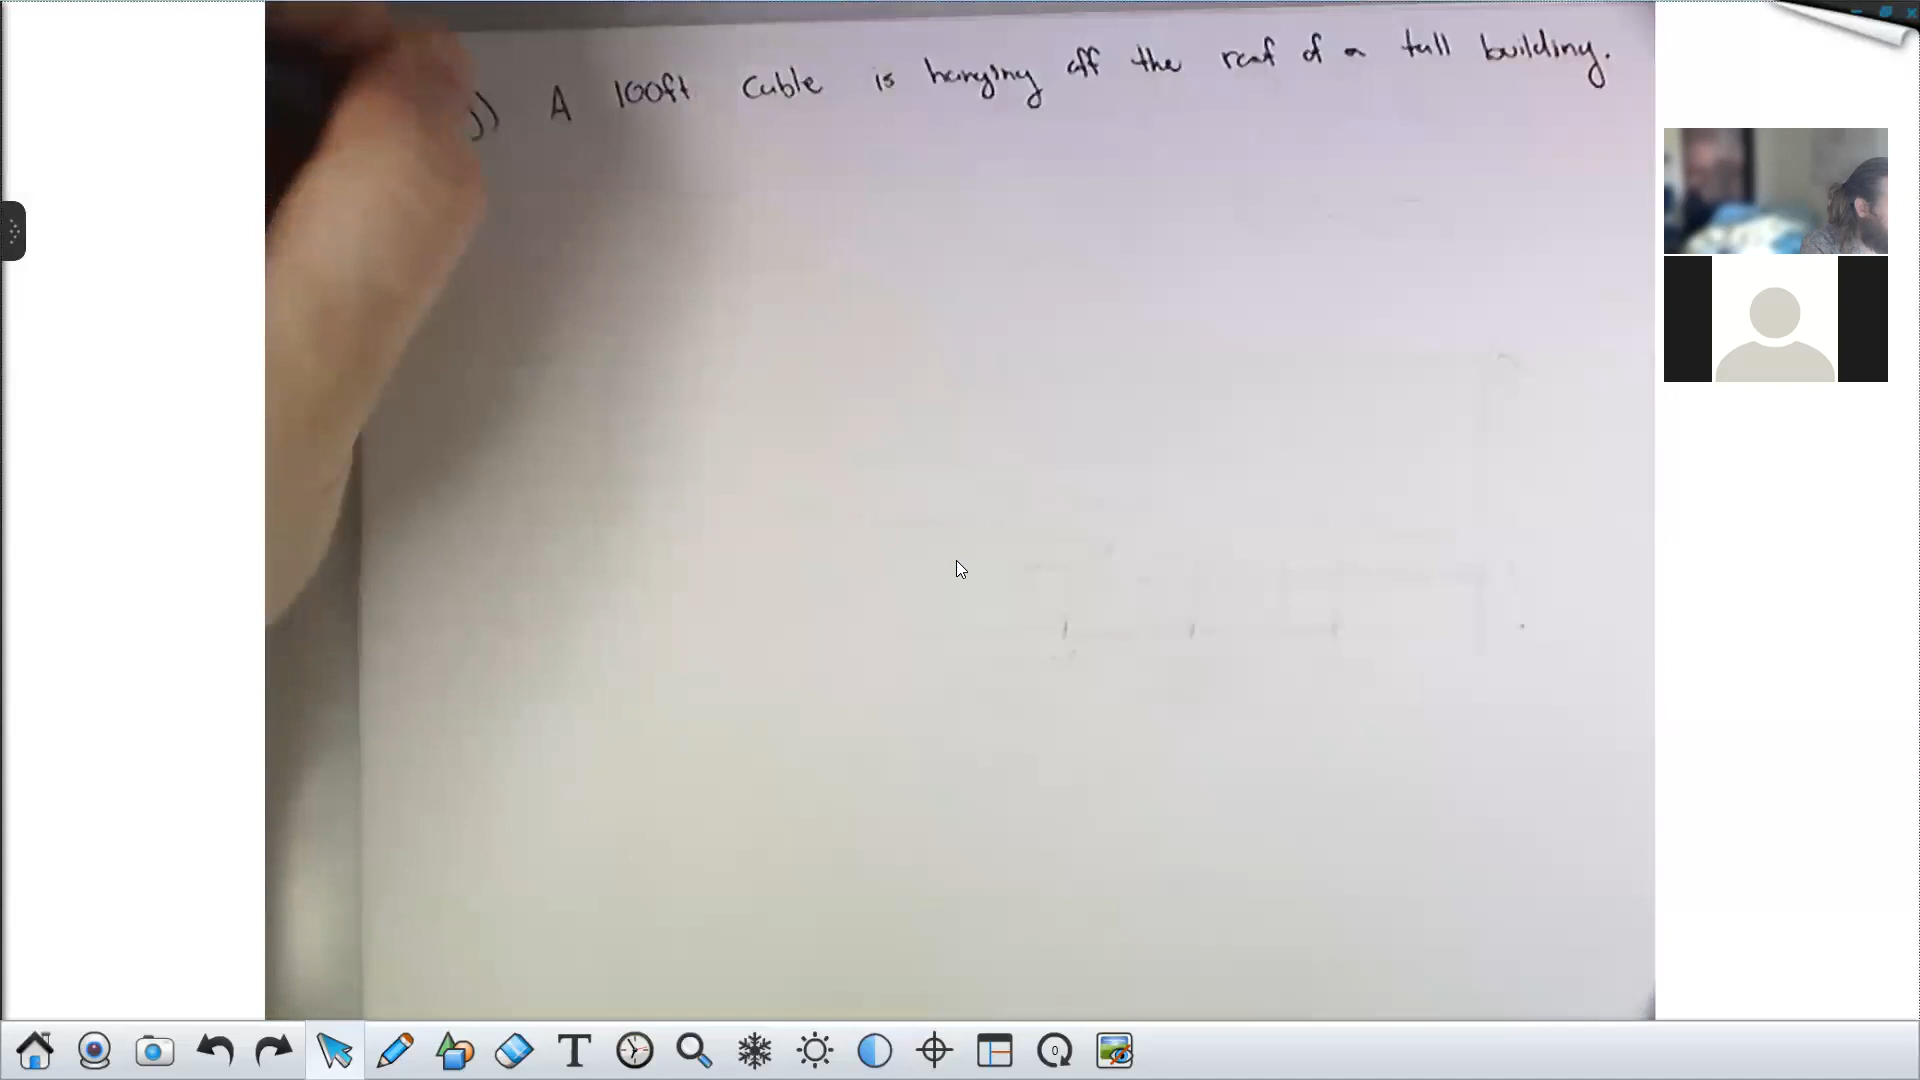 ) A 100ft Cable is hanging off the roof of a tall building.